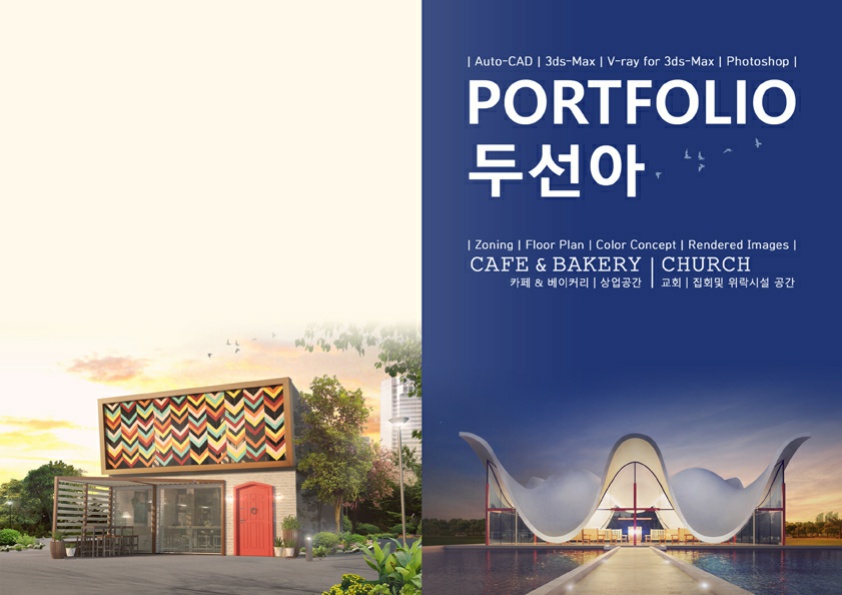 | Auto-CAD | 3ds-Max | V-ray for 3ds-Max | Photoshop |
PORTFOLIO
두선아
| Zoning | Floor Plan | Color Concept | Rendered Images |
CAFE & BAKERY | CHURCH
카페 & 베이커리 | 상업공간 | 교회 | 집회및 위락시설 공간